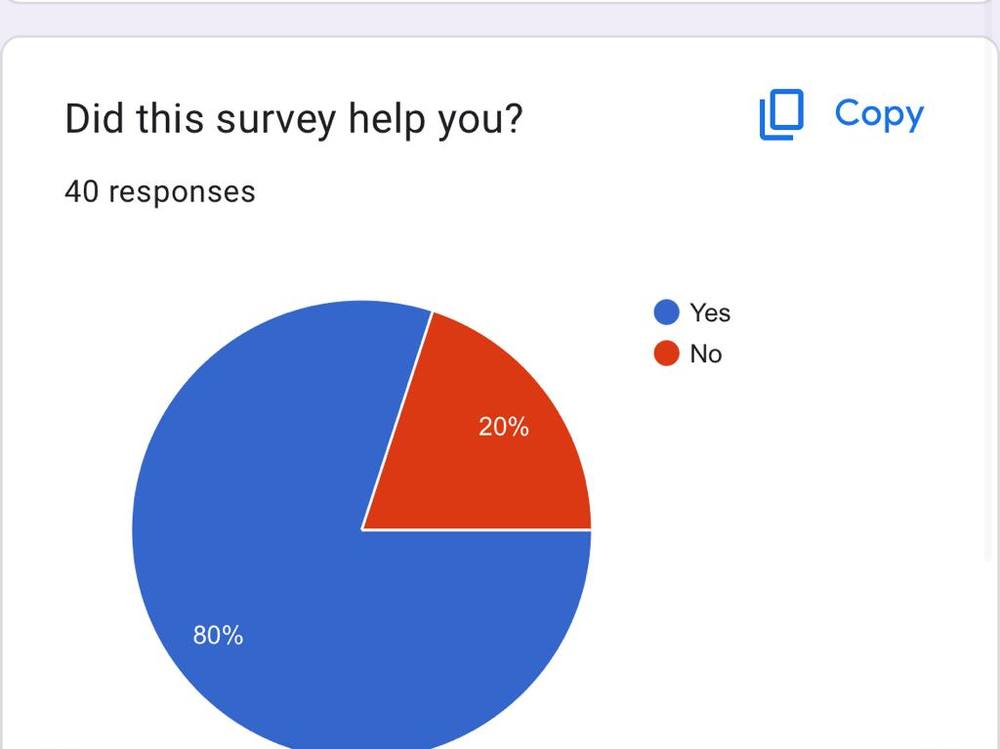 Did this survey help you?
Copy
40 responses
Yes
No
20%
80%